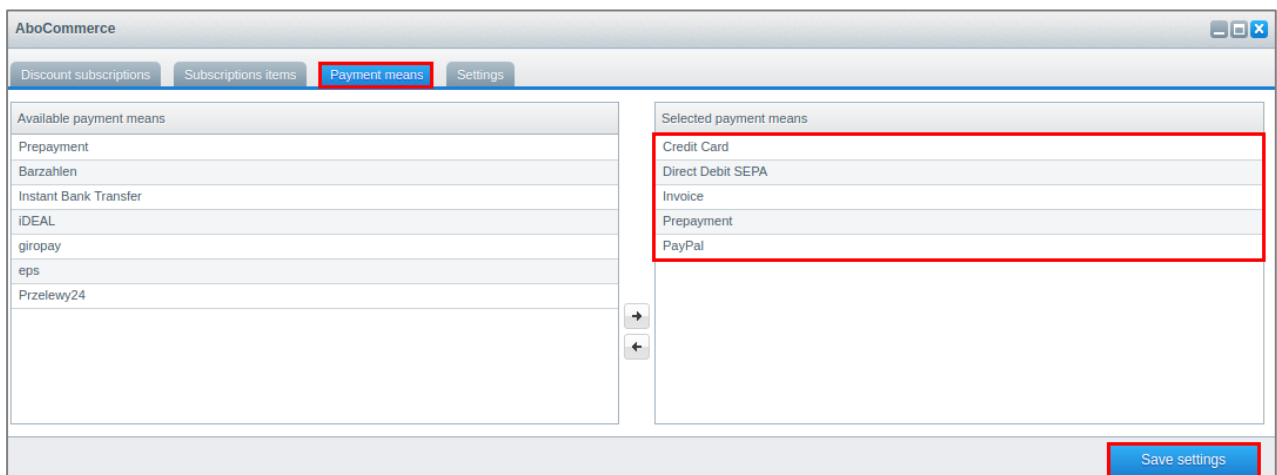 AboCommerce
Discount subscriptions Subscriptions items Payment means Settings
Available payment means
Prepayment
Barzahlen
Instant Bank Transfer
iDEAL
giropay
eps
Przelewy24
Selected payment means
Credit Card
Direct Debit SEPA
Invoice
Prepayment
PayPal
Save settings